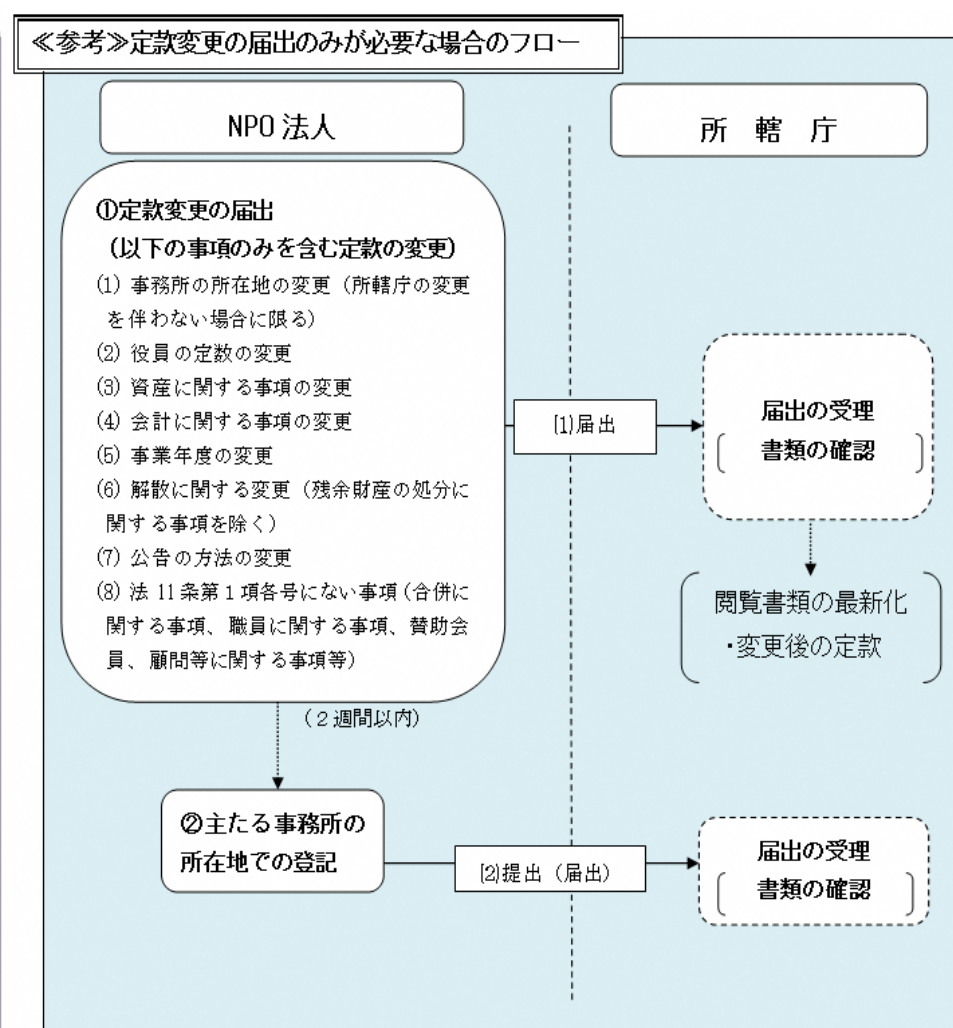 ≪参考≫定款変更の届出のみが必要な場合のフロー
NPO 法人
所 轄 庁
①定款変更の届出
(以下の事項のみを含む定款の変更)
(1) 事務所の所在地の変更（所轄庁の変更
を伴わない場合に限る）
(2) 役員の定数の変更
(3) 資産に関する事項の変更
(4) 会計に関する事項の変更
(5) 事業年度の変更
(6) 解散に関する変更（残余財産の処分に
関する事項を除く）
(7) 公告の方法の変更
(8) 法 11 条第１項各号にない事項（合併に
関する事項、職員に関する事項、賛助会
員、顧問等に関する事項等）
[1]届出
届出の受理
書類の確認
閲覧書類の最新化
・変更後の定款
（２週間以内）
②主たる事務所の
所在地での登記
[2]提出（届出）
届出の受理
書類の確認